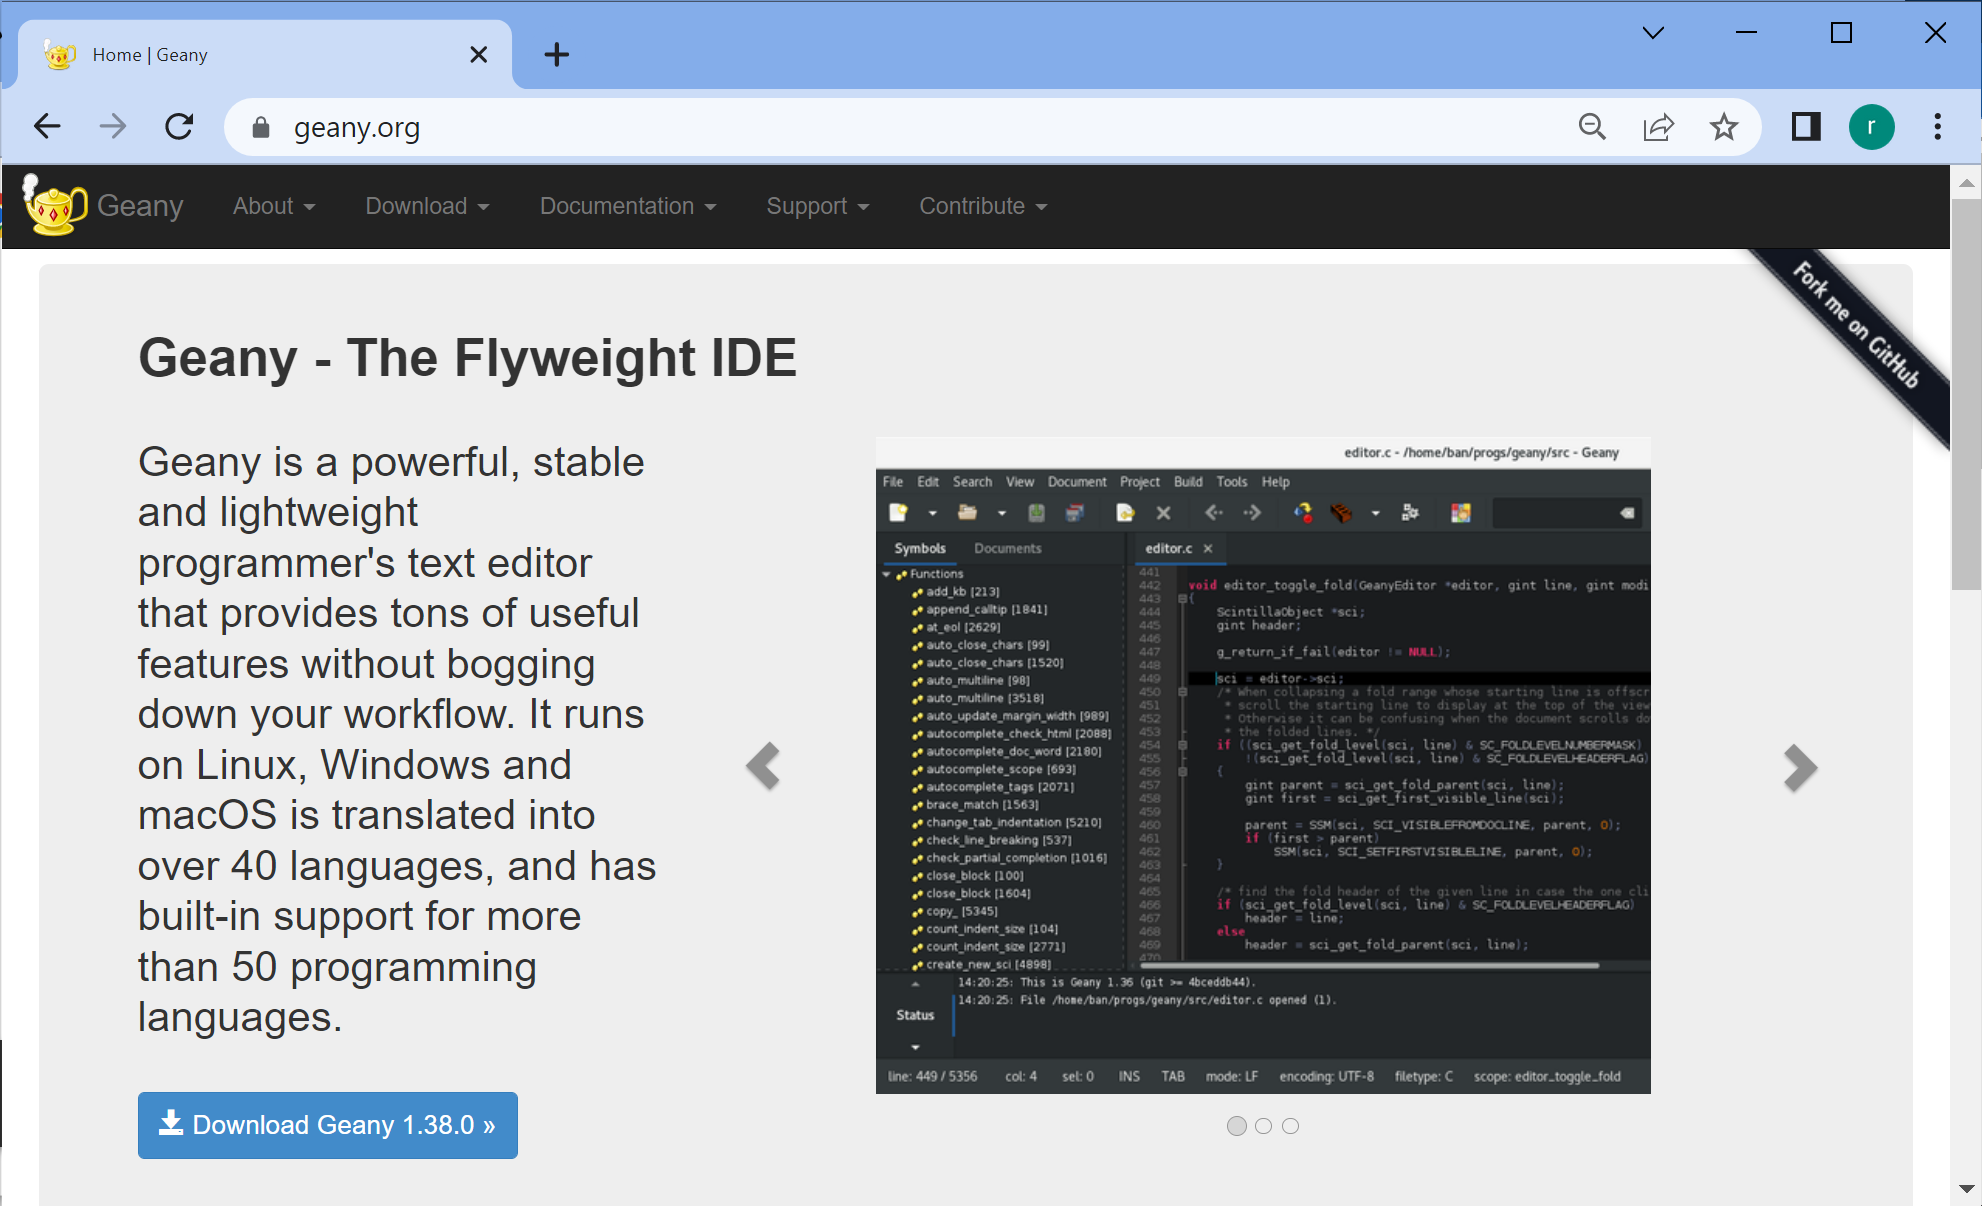 Home | Geany
geany.org
r
Geany About Download Documentation Support Contribute
Fork me on GitHub
Geany - The Flyweight IDE
Geany is a powerful, stable
and lightweight
programmer's text editor
that provides tons of useful
features without bogging
down your workflow. It runs
on Linux, Windows and
macOS is translated into
over 40 languages, and has
built-in support for more
than 50 programming
languages.
Download Geany 1.38.0 »
editor.c - /home/ban/progs/geany/src - Geany
File Edit Search View Document Project Build Tools Help
Symbols Documents
Functions
add_kb [213]
append_calltip [1841]
at_eol [2629]
auto_close_chars [99]
auto_close_chars [1520]
auto_multiline [98]
auto_multiline [3518]
auto_update_margin_width [989]
autocomplete_check_html [2088]
autocomplete_doc_word [2180]
autocomplete_scope [693]
autocomplete_tags [2071]
brace_match [1563]
change_tab_indentation [5210]
check_line_breaking [537]
check_partial_completion [1016]
close_block [100]
close_block [1604]
copy_ [5345]
count_indent_size [104]
count_indent_size [2771]
create_new_sci [4898]
editor.c
441
442 void editor_toggle_fold(GeanyEditor *editor, gint line, gint modi
443 {
444 ScintillaObject *sci;
445 gint header;
446
447 g_return_if_fail(editor != NULL);
448
449 sci = editor->sci;
450 /* When collapsing a fold range whose starting line is offscr
451 * scroll the starting line to display at the top of the view
452 * Otherwise it can be confusing when the document scrolls do
453 * the folded lines. */
454 if ((sci_get_fold_level(sci, line) & SC_FOLDLEVELNUMBERMASK)
455 !(sci_get_fold_level(sci, line) & SC_FOLDLEVELHEADERFLAG)
456 {
457 gint parent = sci_get_fold_parent(sci, line);
458 gint first = sci_get_first_visible_line(sci);
459
460 parent = SSM(sci, SCI_VISIBLEFROMDOCLINE, parent, 0);
461 if (first > parent)
462 SSM(sci, SCI_SETFIRSTVISIBLELINE, parent, 0);
463 }
464
465 /* find the fold header of the given line in case the one cli
466 if (sci_get_fold_level(sci, line) & SC_FOLDLEVELHEADERFLAG)
467 header = line;
468 else
469 header = sci_get_fold_parent(sci, line);
470
Status
14:20:25: This is Geany 1.36 (git >= 4bceddb44).
14:20:25: File /home/ban/progs/geany/src/editor.c opened (1).
line: 449 / 5356 col: 4 sel: 0 INS TAB mode: LF encoding: UTF-8 filetype: C scope: editor_toggle_fold